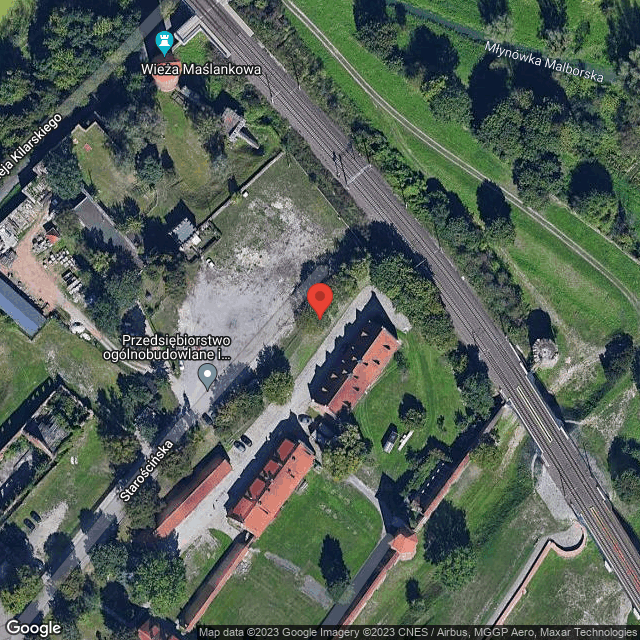 Młynówka Malborska
Wieża Maślankowa
eja Kilarskiego
Przedsiębiorstwo
ogólnobudowlane i...
Starościńska
Google
Map data ©2023 Google Imagery ©2023 CNES / Airbus, MGGP Aero, Maxar Technologies